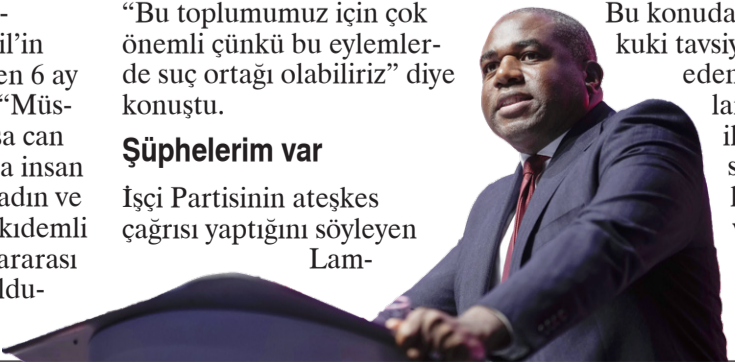 il'in
en 6 ay
“Müs-
sa can
a insan
adın ve
kıdemli
ararası
ldu-
“Bu toplumumuz için çok
önemli çünkü bu eylemler-
de suç ortağı olabiliriz” diye
konuştu.
Şüphelerim var
İşçi Partisinin ateşkes
çağrısı yaptığını söyleyen
Lam-
Bu konuda
kuki tavsiy
eden
lar
il
s